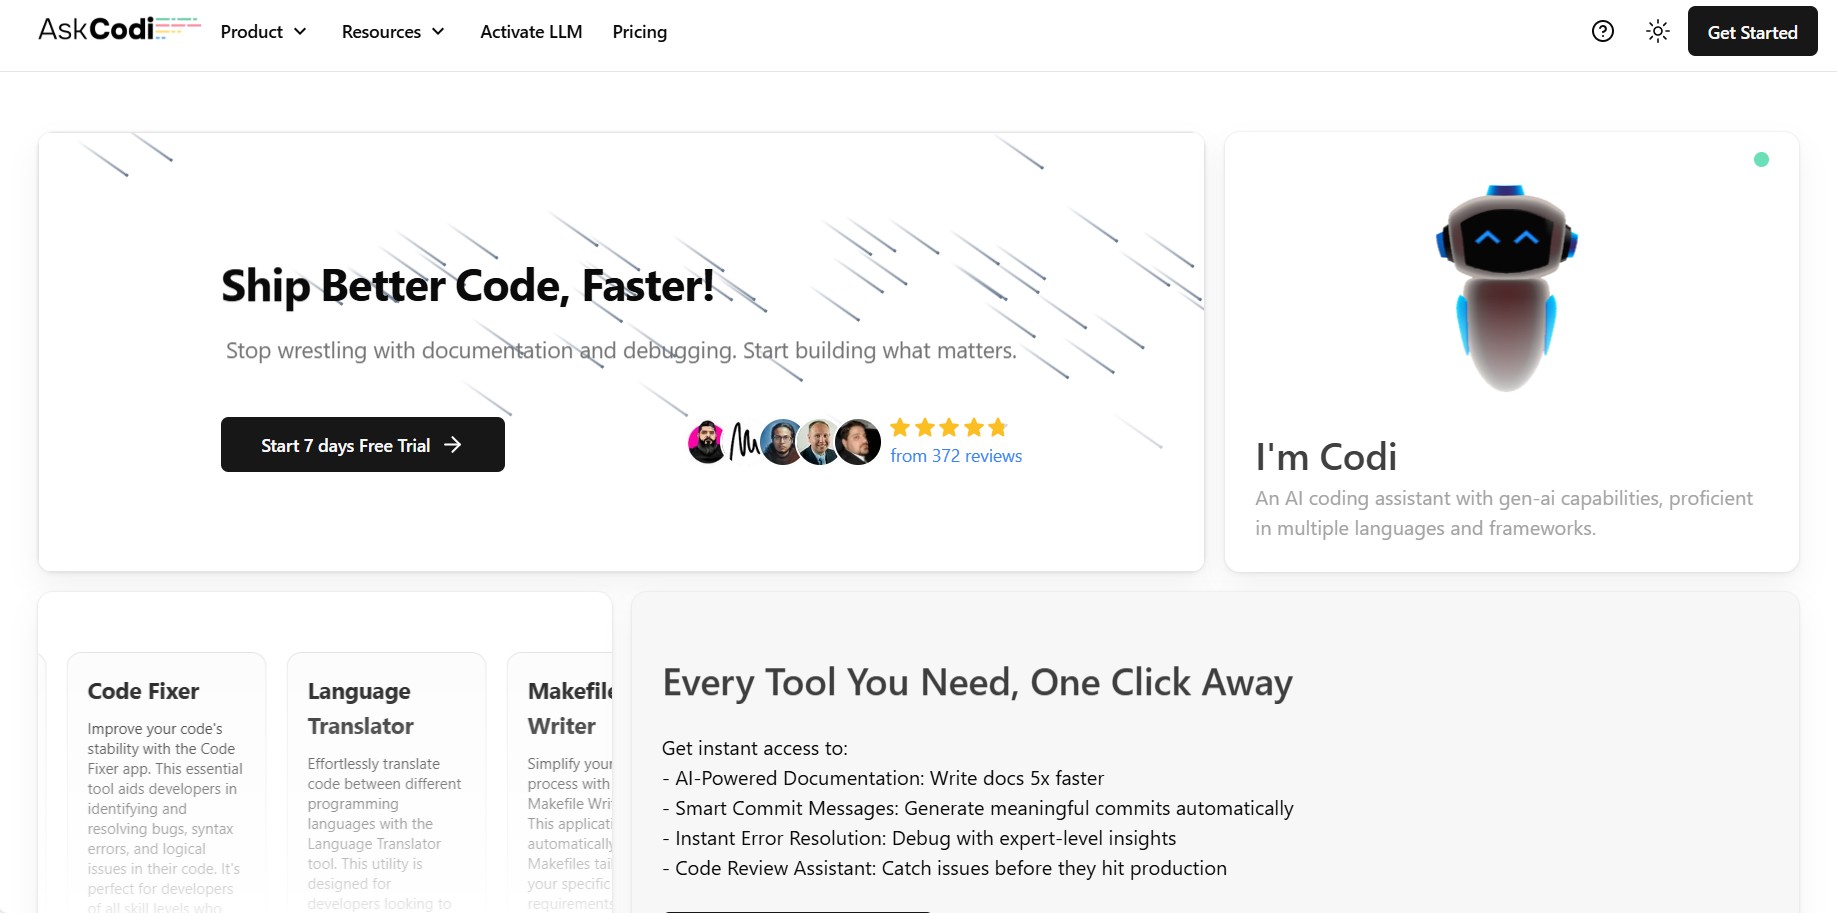 AskCodi
Product
Resources
Activate LLM
Pricing
Get Started
Ship Better Code, Faster!
Stop wrestling with documentation and debugging. Start building what matters.
Start 7 days Free Trial
from 372 reviews
I'm Codi
An AI coding assistant with gen-ai capabilities, proficient
in multiple languages and frameworks.
Code Fixer
Improve your code's
stability with the Code
Fixer app. This essential
tool aids developers in
identifying and
resolving bugs, syntax
errors, and logical
issues in their code. It's
perfect for developers
of all skill levels who
Language
Translator
Effortlessly translate
code between different
programming
languages with the
Language Translator
tool. This utility is
designed for
developers looking to
Makefile
Writer
Simplify your
process with
Makefile
This
automatically
Makefiles
your specific
requirements
Every Tool You Need, One Click Away
Get instant access to:
- AI-Powered Documentation: Write docs 5x faster
- Smart Commit Messages: Generate meaningful commits automatically
- Instant Error Resolution: Debug with expert-level insights
- Code Review Assistant: Catch issues before they hit production